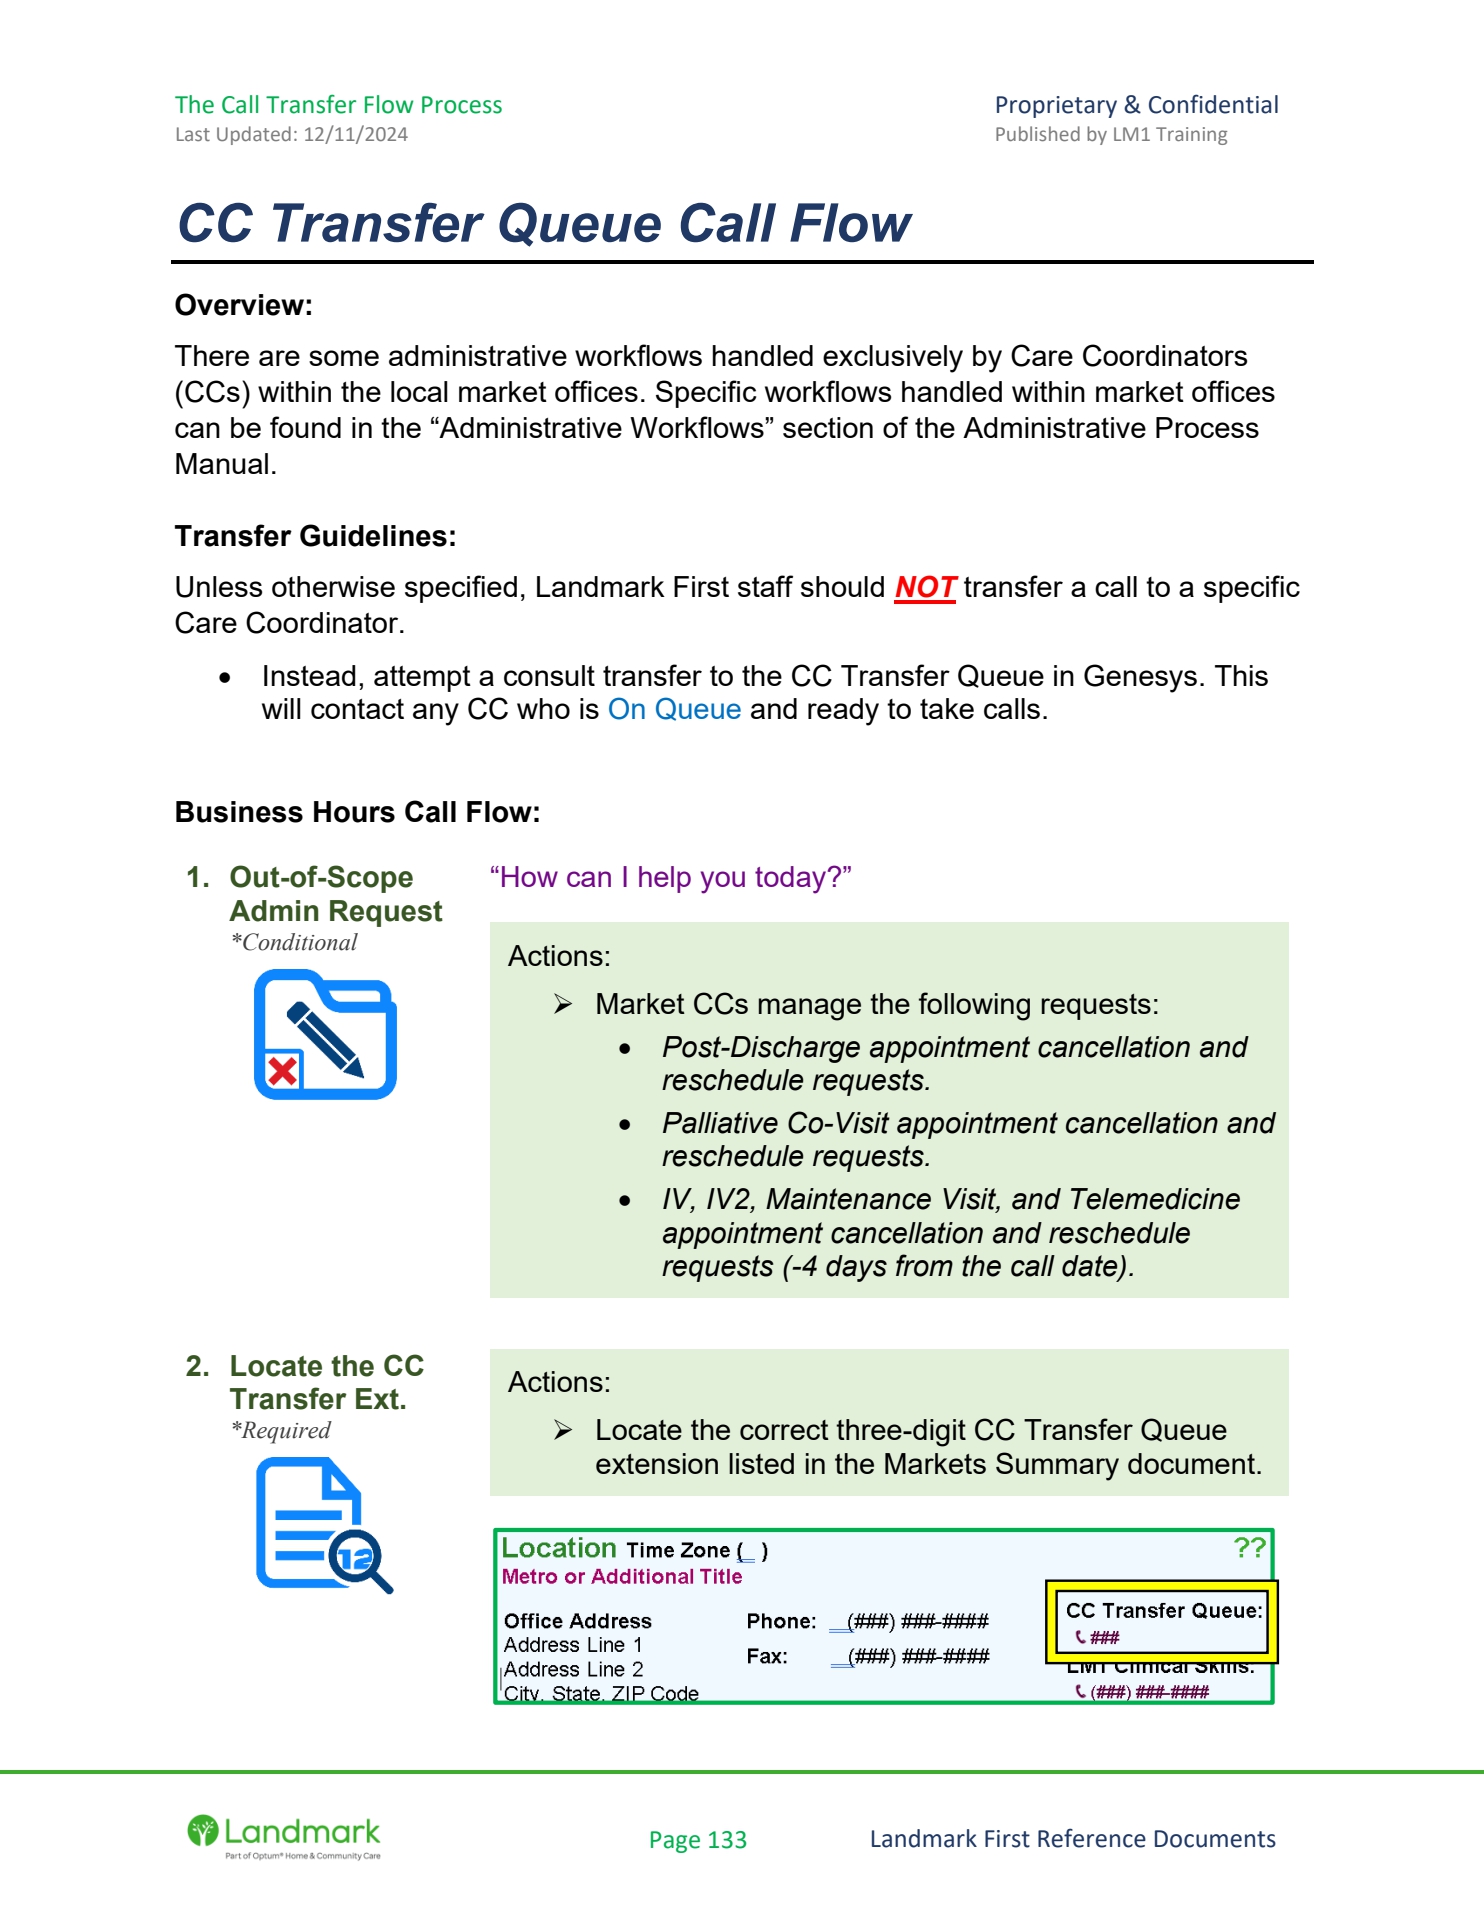 The Call Transfer Flow Process
Proprietary & Confidential
Last Updated: 12/11/2024
Published by LM1 Training
CC Transfer Queue Call Flow
Overview:
There are some administrative workflows handled exclusively by Care Coordinators
(CCs) within the local market offices. Specific workflows handled within market offices
can be found in the “Administrative Workflows” section of the Administrative Process
Manual.
Transfer Guidelines:
Unless otherwise specified, Landmark First staff should NOT transfer a call to a specific
Care Coordinator.
• Instead, attempt a consult transfer to the CC Transfer Queue in Genesys. This
will contact any CC who is On Queue and ready to take calls.
Business Hours Call Flow:
1. Out-of-Scope
Admin Request
*Conditional
“How can I help you today?”
Actions:
➢ Market CCs manage the following requests:
• Post-Discharge appointment cancellation and
reschedule requests.
• Palliative Co-Visit appointment cancellation and
reschedule requests.
• IV, IV2, Maintenance Visit, and Telemedicine
appointment cancellation and reschedule
requests (-4 days from the call date).
2. Locate the CC
Transfer Ext.
*Required
12
Actions:
➢ Locate the correct three-digit CC Transfer Queue
extension listed in the Markets Summary document.
Location Time Zone (_ )
??
Metro or Additional Title
Office Address
Address Line 1
Address Line 2
City, State, ZIP Code
Phone: __(###) ###-####
Fax: __(###) ###-####
CC Transfer Queue:
###
LM1 Clinical Skills:
(###) ###-####
Landmark
Part of Optum® Home & Community Care
Page 133
Landmark First Reference Documents